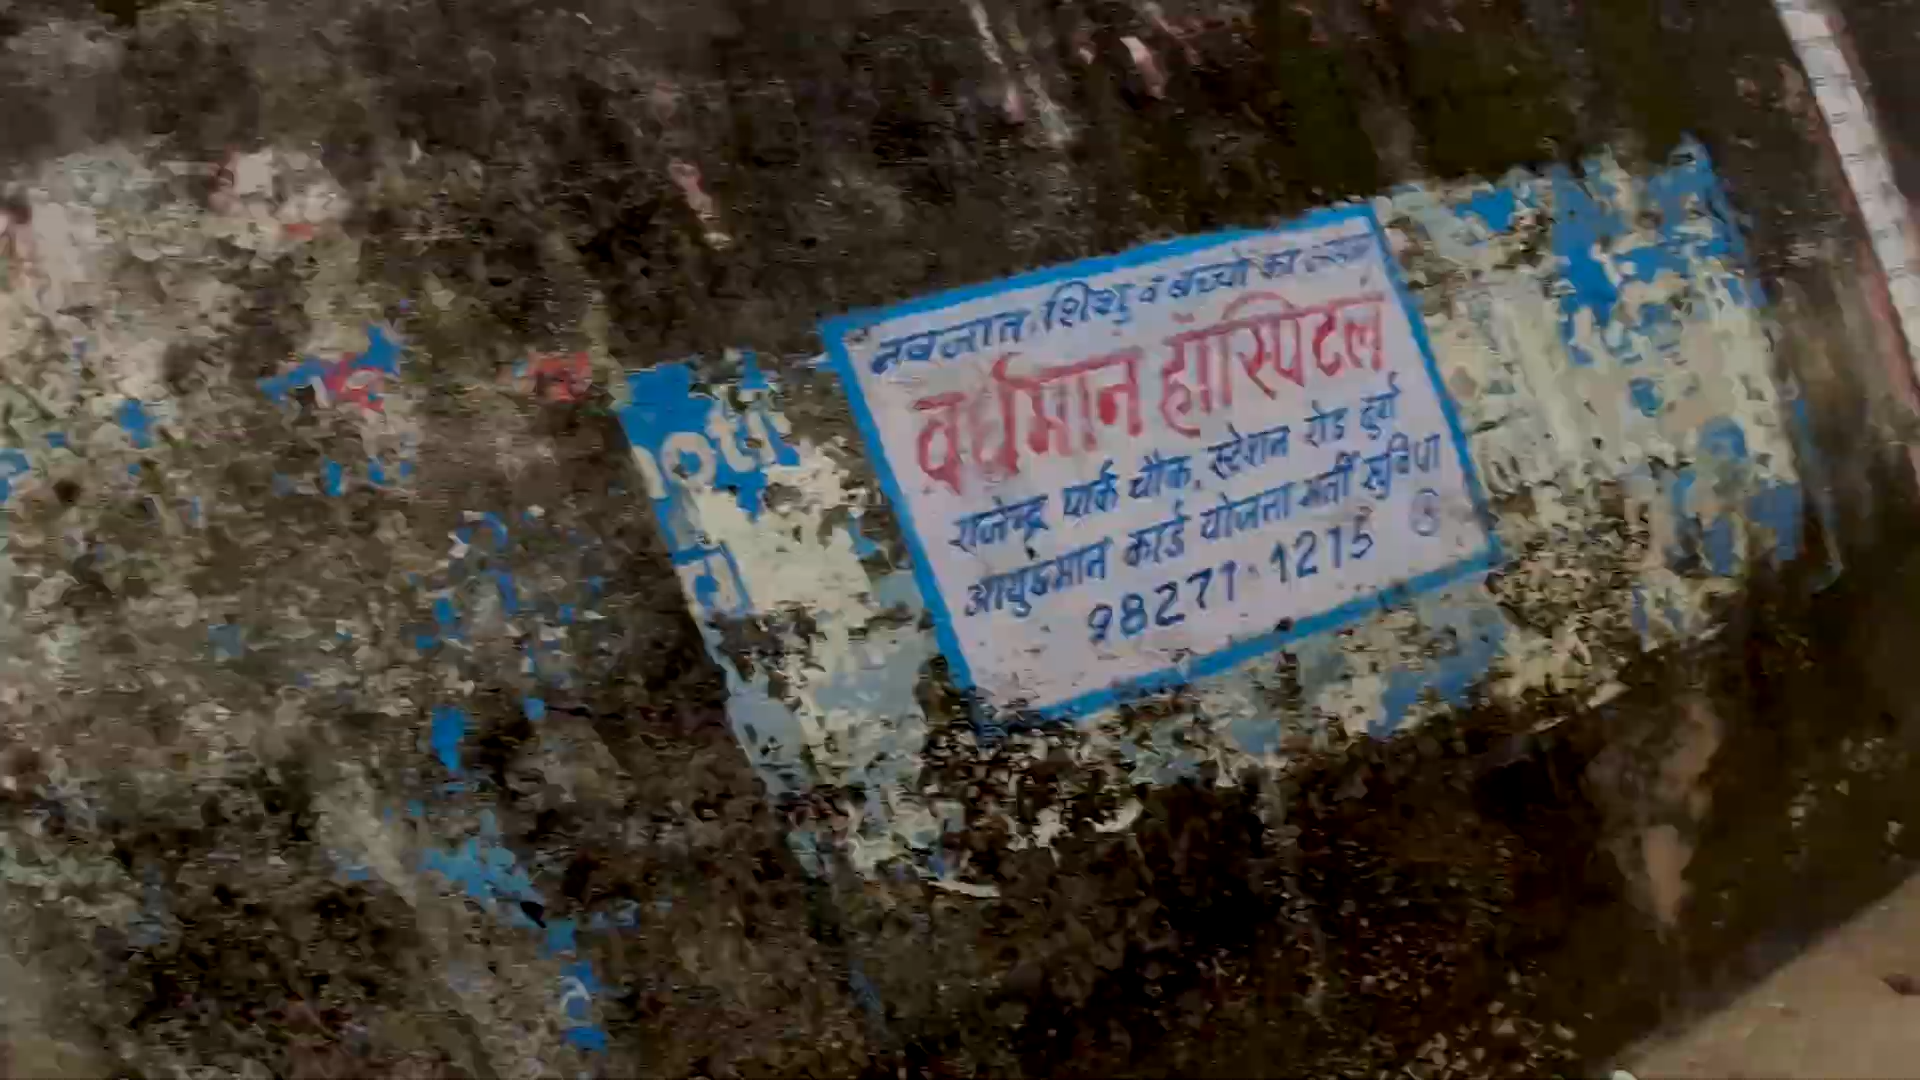 नवजात शिशु व बच्चो का
वर्धमान हॉस्पिटल
राजेन्द्र पार्क चौक, स्टेशन रोड दुर्ग
आयुष्मान कार्ड योजना भर्ती सुविधा
98271·1215